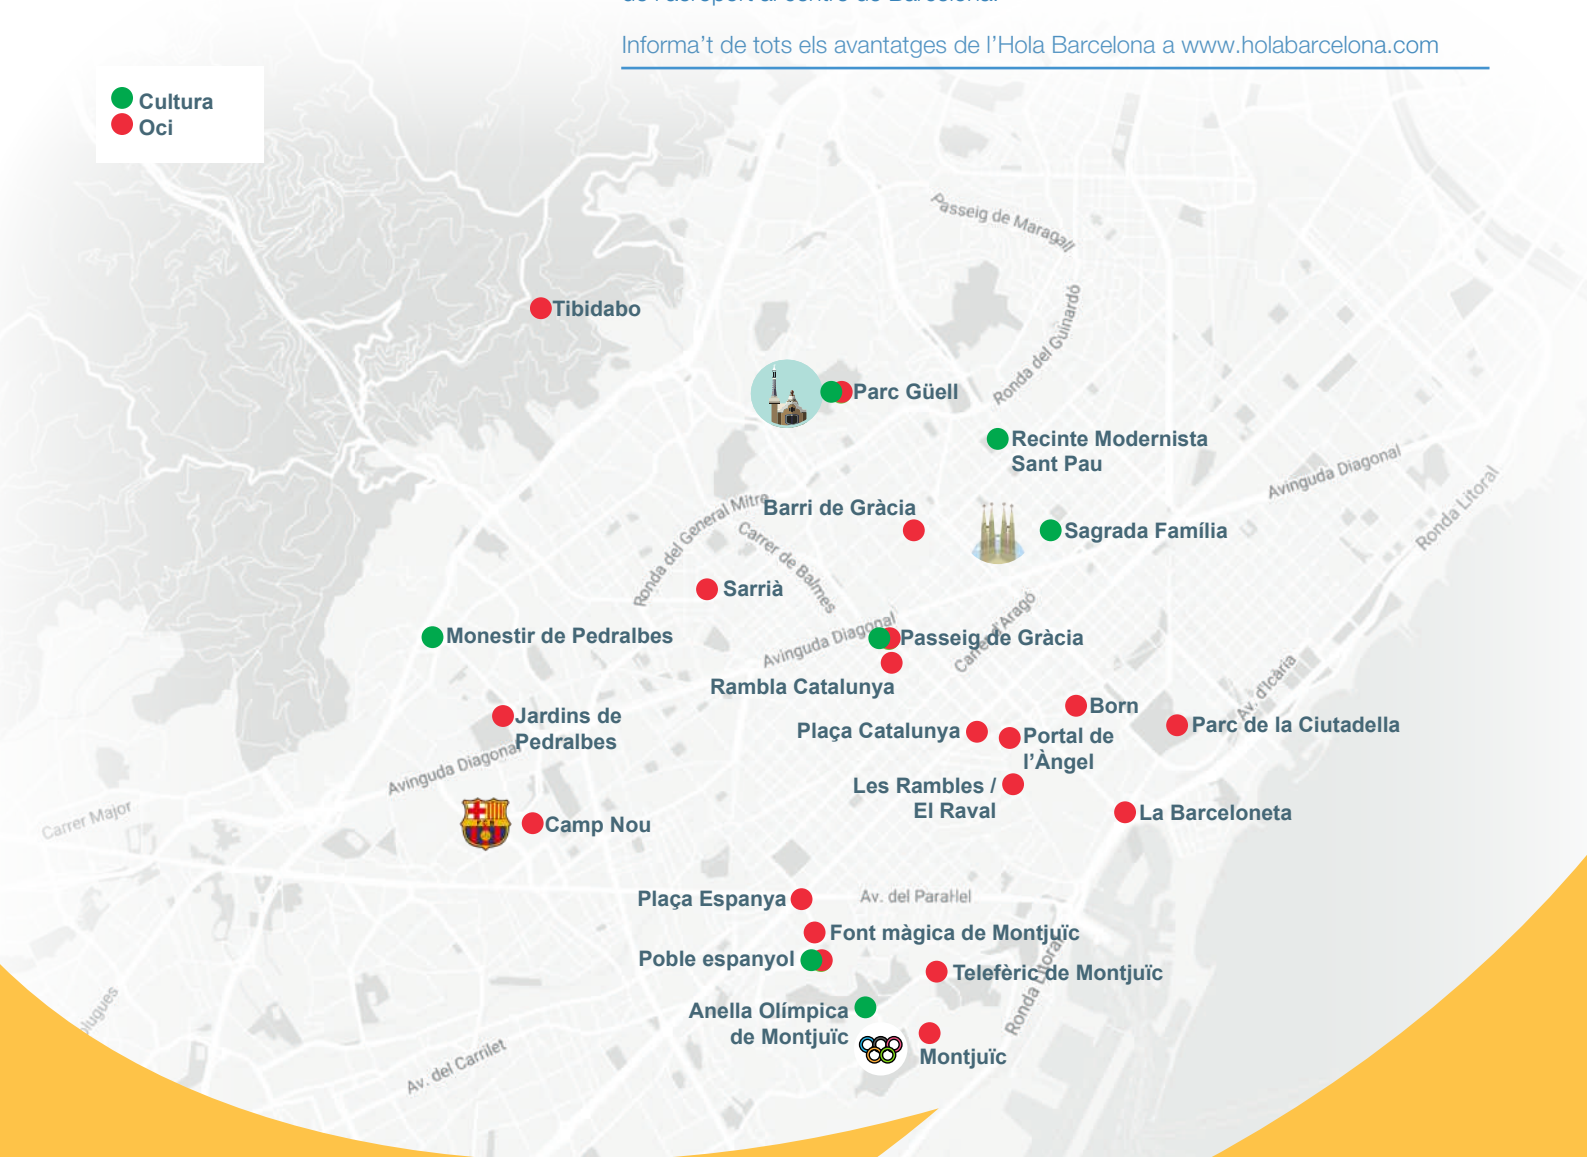 Informa't de tots els avantatges de l'Hola Barcelona a www.holabarcelona.com
Cultura
Oci
Passeig de Maragall
Tibidabo
Ronda del Guinardó
Parc Güell
Recinte Modernista
Sant Pau
Avinguda Diagonal
Ronda Litoral
Ronda del General Mitre
Barri de Gràcia
Carrer de Balmes
Sagrada Família
Sarrià
Carrer d'Aragó
Monestir de Pedralbes
Avinguda Diagonal
Passeig de Gràcia
Rambla Catalunya
Av. d'Icària
Jardins de
Pedralbes
Born
Plaça Catalunya
Portal de
l'Àngel
Parc de la Ciutadella
Avinguda Diagonal
Les Rambles /
El Raval
Carrer Major
FCB
Camp Nou
La Barceloneta
Plaça Espanya
Av. del Paral·lel
Font màgica de Montjuïc
Poble espanyol
Telefèric de Montjuïc
Ronda Litoral
Anella Olímpica
de Montjuïc
Montjuïc
Av. del Carrilet